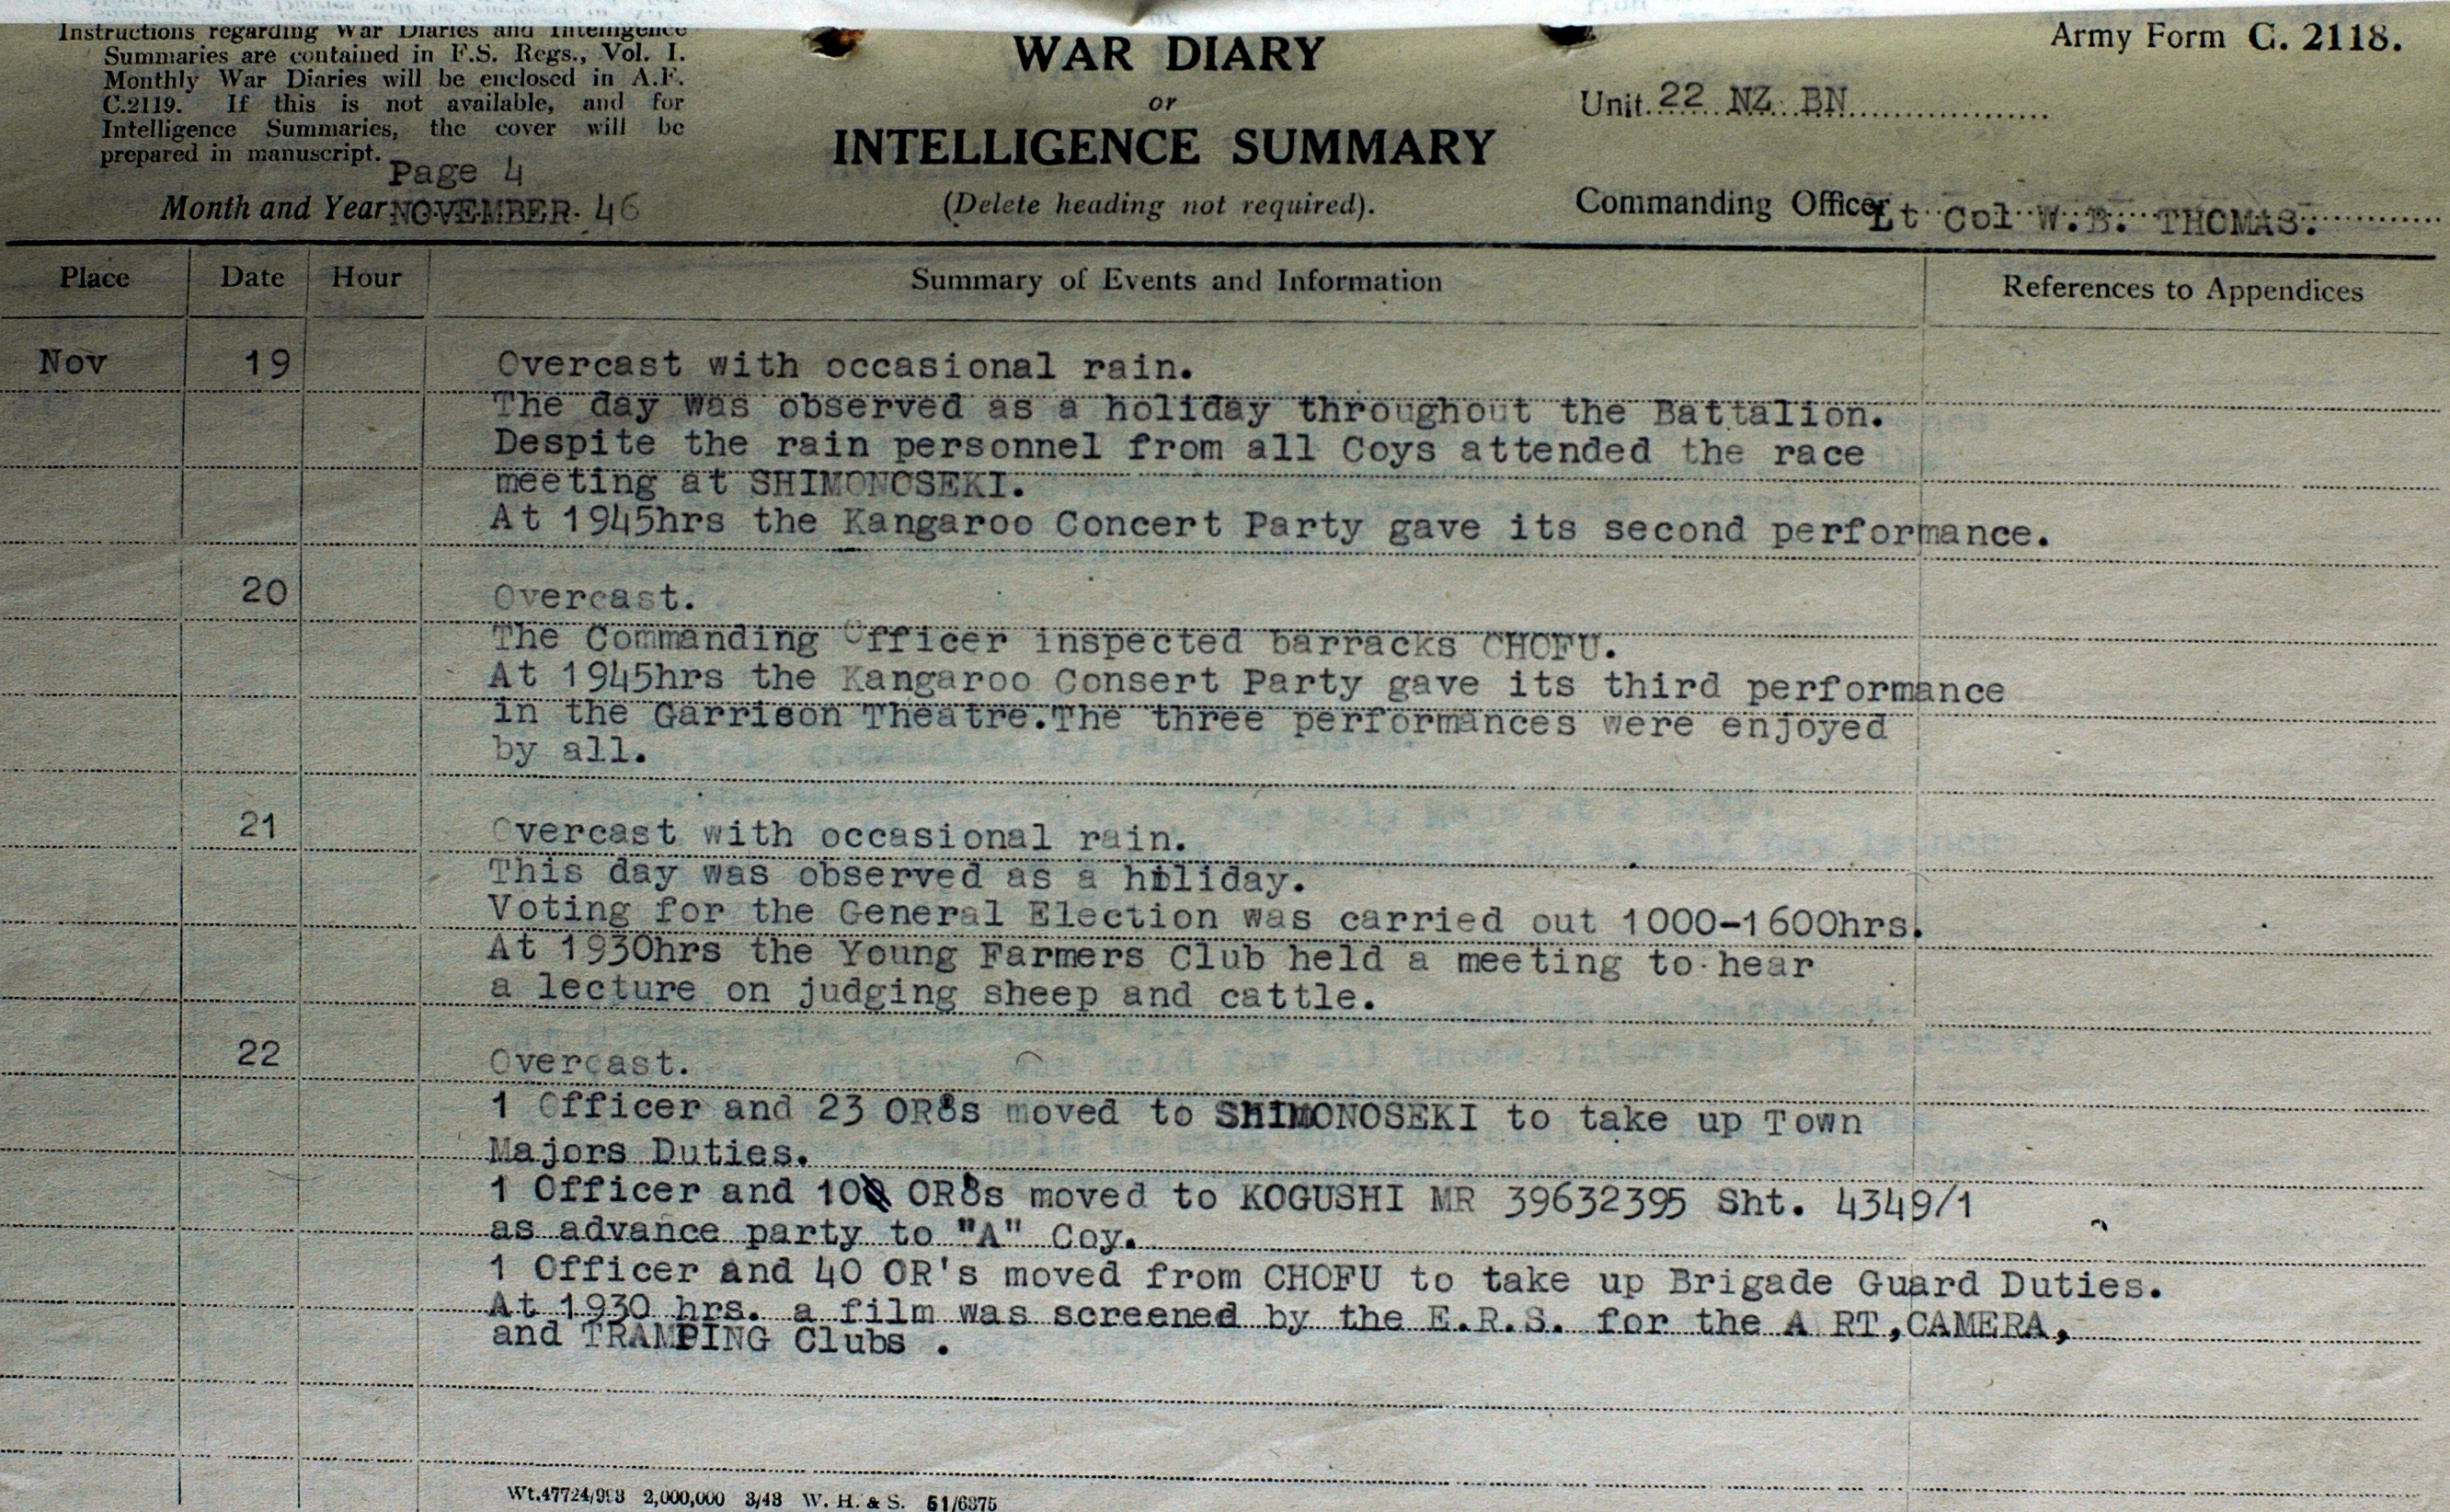 Instructions regarding War Diaries and Intelligence
Summaries are contained in F.S. Regs., Vol. I.
Monthly War Diaries will be enclosed in A.F.
C.2119. If this is not available, and for
Intelligence Summaries, the cover will be
prepared in manuscript.
Page 4
Month and Year NOVEMBER 46
WAR DIARY
or
INTELLIGENCE SUMMARY
(Delete heading not required).
Army Form C. 2118.
Unit 22 NZ BN
Commanding Officer Lt Col W.B. THOMAS.
Place Date Hour Summary of Events and Information References to Appendices
Nov 19 Overcast with occasional rain.
The day was observed as a holiday throughout the Battalion.
Despite the rain personnel from all Coys attended the race
meeting at SHIMONOSEKI.
At 1945hrs the Kangaroo Concert Party gave its second performance.
20 Overcast.
The Commanding Officer inspected barracks CHOFU.
At 1945hrs the Kangaroo Consert Party gave its third performance
in the Garrison Theatre.The three performances were enjoyed
by all.
21 Overcast with occasional rain.
This day was observed as a hiliday.
Voting for the General Election was carried out 1000-1600hrs.
At 1930hrs the Young Farmers Club held a meeting to hear
a lecture on judging sheep and cattle.
22 Overcast.
1 Officer and 23 OR's moved to SHIMONOSEKI to take up Town
Majors Duties.
1 Officer and 10 OR's moved to KOGUSHI MR 39632395 Sht. 4349/1
as advance party to "A" Coy.
1 Officer and 40 OR's moved from CHOFU to take up Brigade Guard Duties.
At 1930 hrs. a film was screened by the E.R.S. for the A RT,CAMERA,
and TRAMPING Clubs .
Wt.47724/993 2,000,000 3/43 W. H. & S. 51/6375